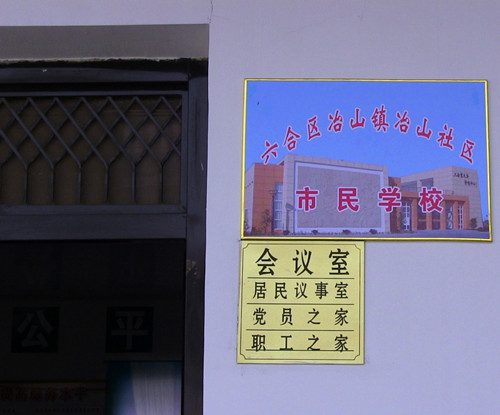 六合区冶山镇冶山社区
市民学校
会议室
居民议事室
党员之家
职工之家
公平